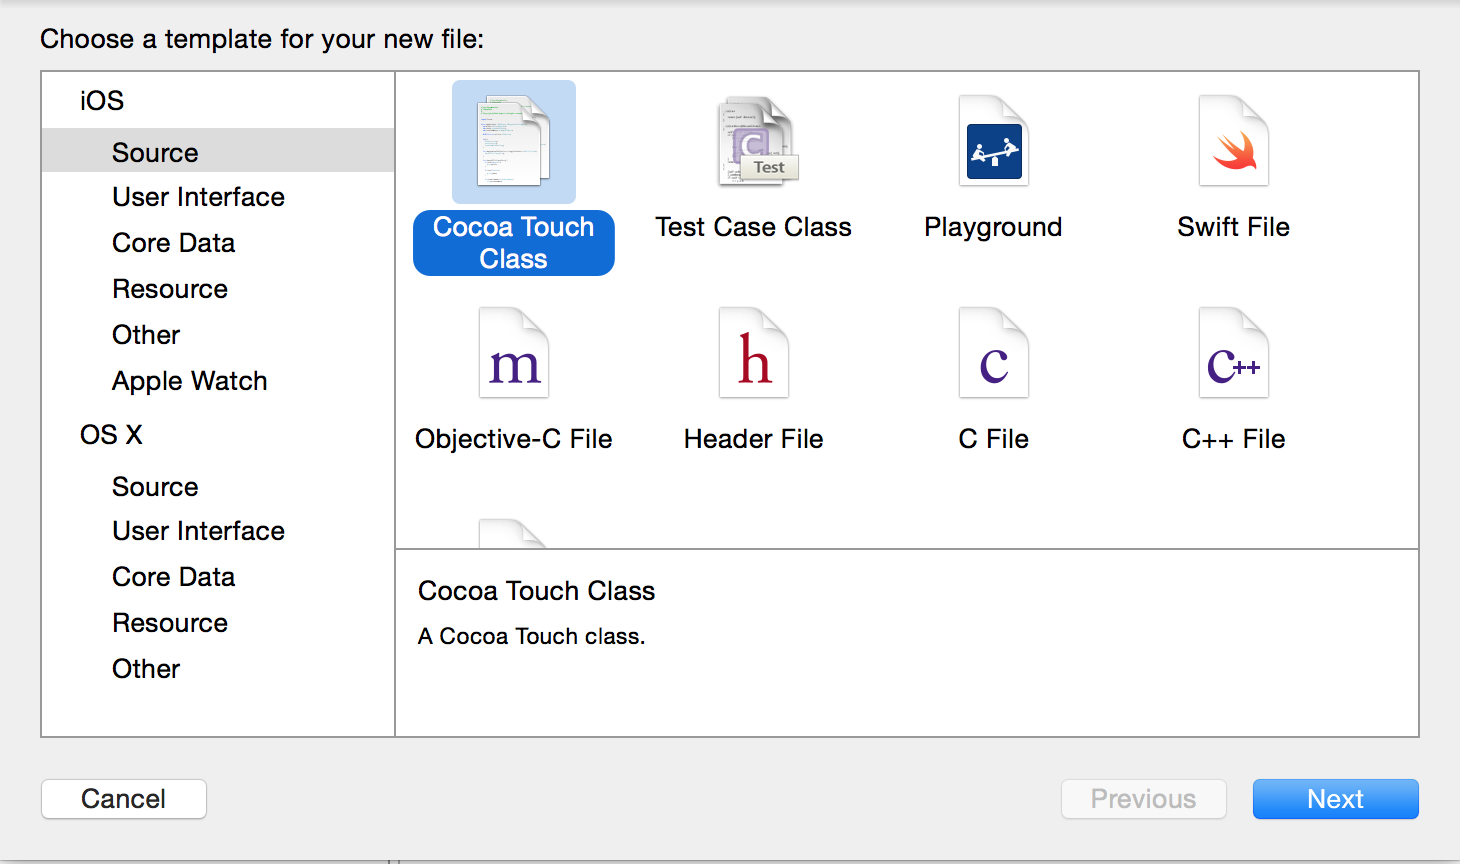 Choose a template for your new file:
iOS
Source
User Interface
Core Data
Resource
Other
Apple Watch
OS X
Source
User Interface
Core Data
Resource
Other
Cocoa Touch
Class
C
Test
Test Case Class
Playground
Swift File
m
Objective-C File
h
Header File
c
C File
C++
C++ File
Cocoa Touch Class
A Cocoa Touch class.
Cancel
Previous
Next